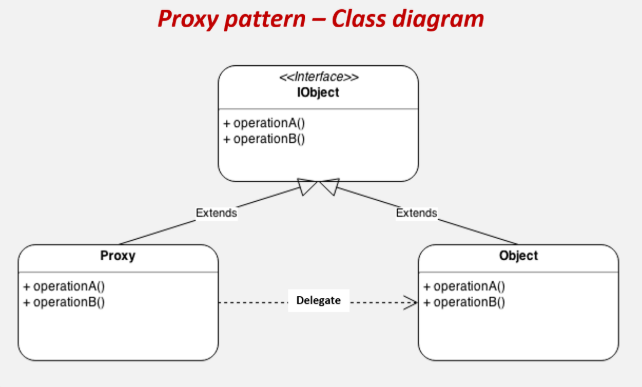 Proxy pattern – Class diagram
<<Interface>>
IObject
+ operationA()
+ operationB()
Extends
Extends
Proxy
+ operationA()
+ operationB()
Delegate
Object
+ operationA()
+ operationB()